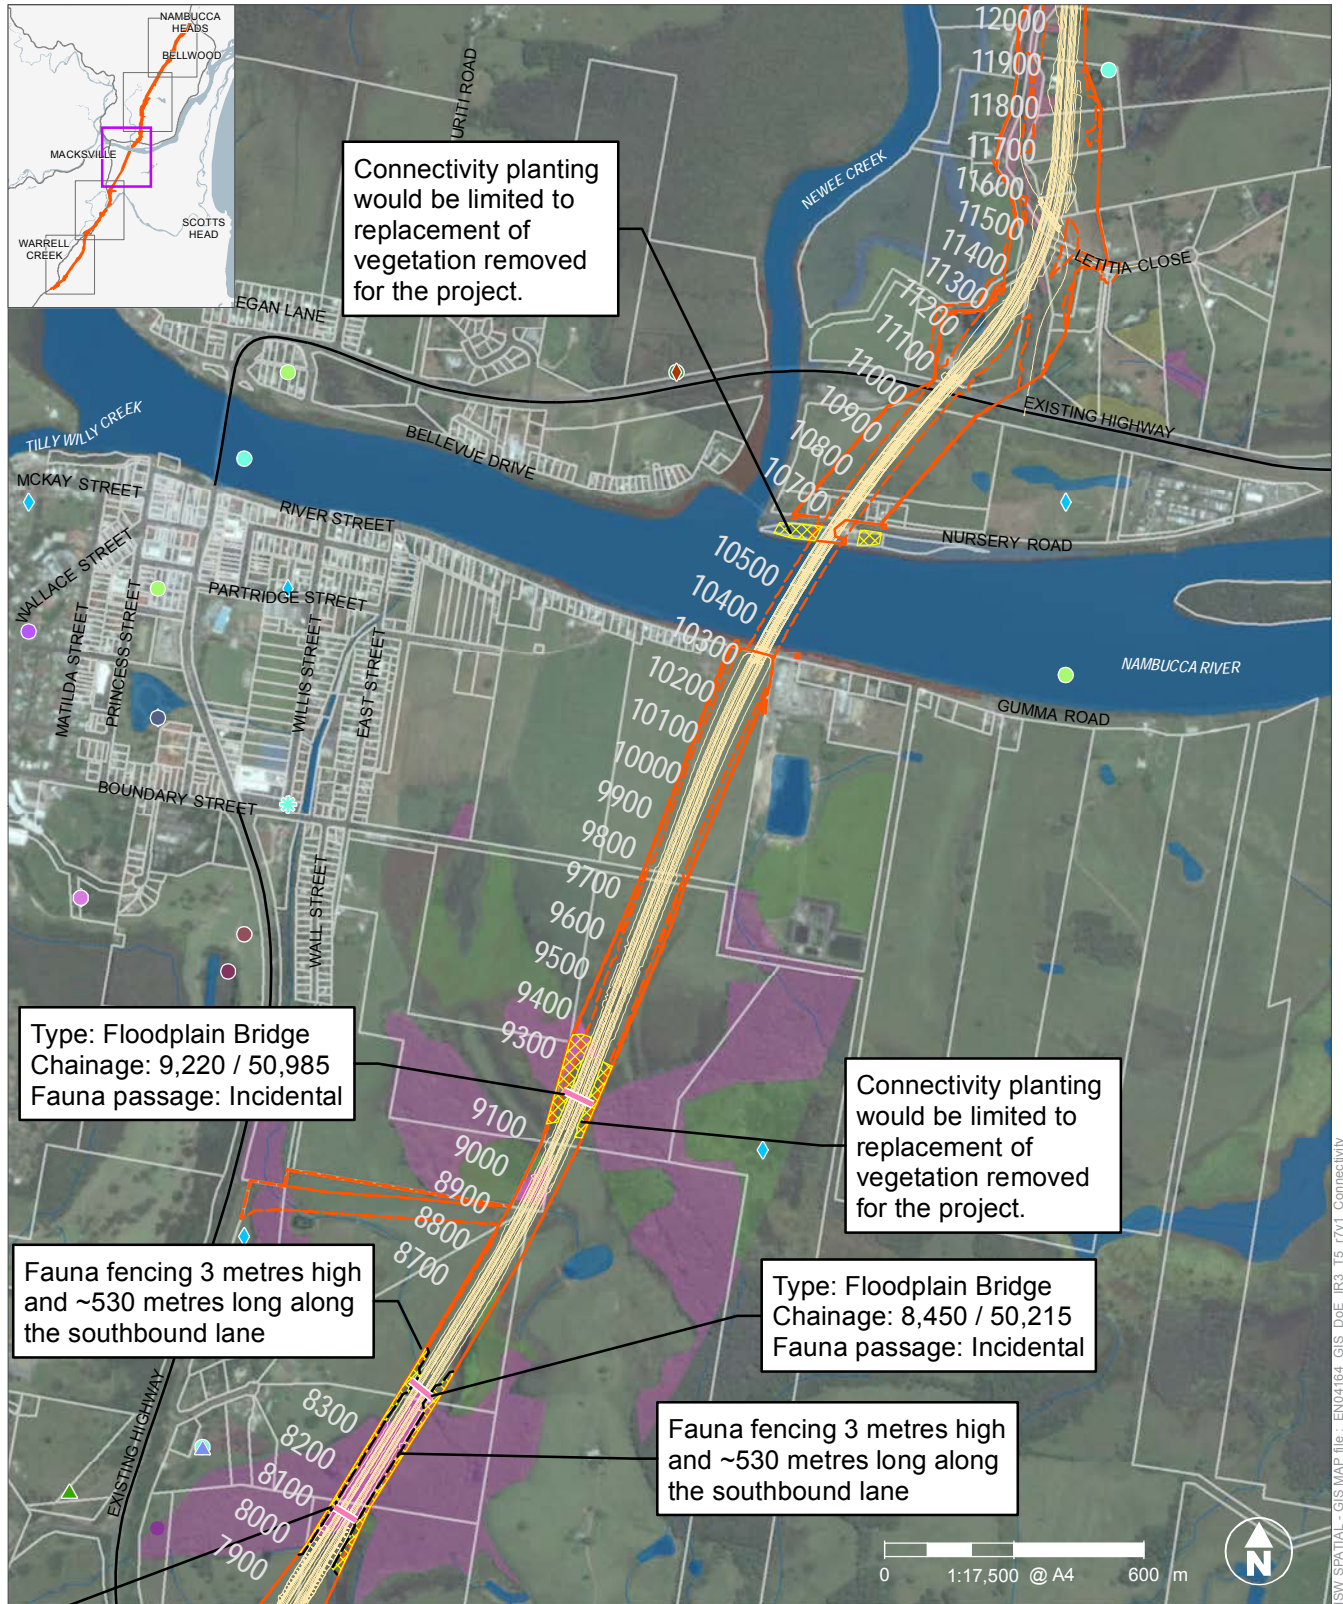 NAMBUCCA
HEADS
BELLWOOD
MACKSVILLE
SCOTTS
HEAD
WARRELL
CREEK
URITI ROAD
Connectivity planting
would be limited to
replacement of
vegetation removed
for the project.
NEWEE CREEK
12000
11900
11800
11700
11600
11500
11400
11300
11200
11100
11000
10900
10800
10700
LETITIA CLOSE
EGAN LANE
EXISTING HIGHWAY
TILLY WILLY CREEK
BELLEVUE DRIVE
MCKAY STREET
RIVER STREET
NURSERY ROAD
WALLACE STREET
PARTRIDGE STREET
MATILDA STREET
PRINCESS STREET
WILLIS STREET
EAST STREET
10500
10400
10300
10200
10100
10000
9900
9800
9700
9600
9500
9400
9300
NAMBUCCA RIVER
GUMMA ROAD
BOUNDARY STREET
WALL STREET
Type: Floodplain Bridge
Chainage: 9,220 / 50,985
Fauna passage: Incidental
9100
9000
8900
8800
8700
Connectivity planting
would be limited to
replacement of
vegetation removed
for the project.
Fauna fencing 3 metres high
and ~530 metres long along
the southbound lane
Type: Floodplain Bridge
Chainage: 8,450 / 50,215
Fauna passage: Incidental
EXISTING HIGHWAY
8300
8200
8100
8000
7900
Fauna fencing 3 metres high
and ~530 metres long along
the southbound lane
0 1:17,500 @ A4 600 m
N
NSW SPATIAL - GIS MAP file : EN04164_GIS_DoE_IR3_T5_r7v1_Connectivity